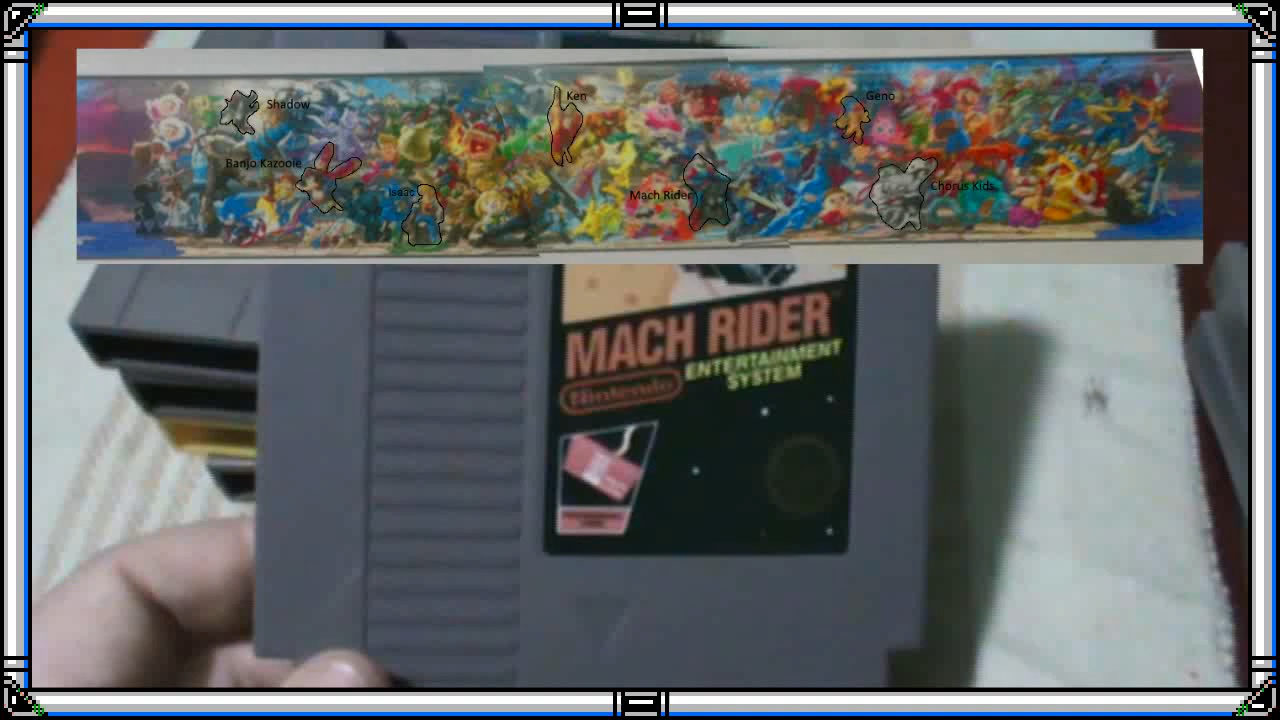 Shadow
Ken
Geno
Banjo Kazooie
Isaac
Mach Rider
Chorus Kids
MACH RIDER
Nintendo
ENTERTAINMENT
SYSTEM